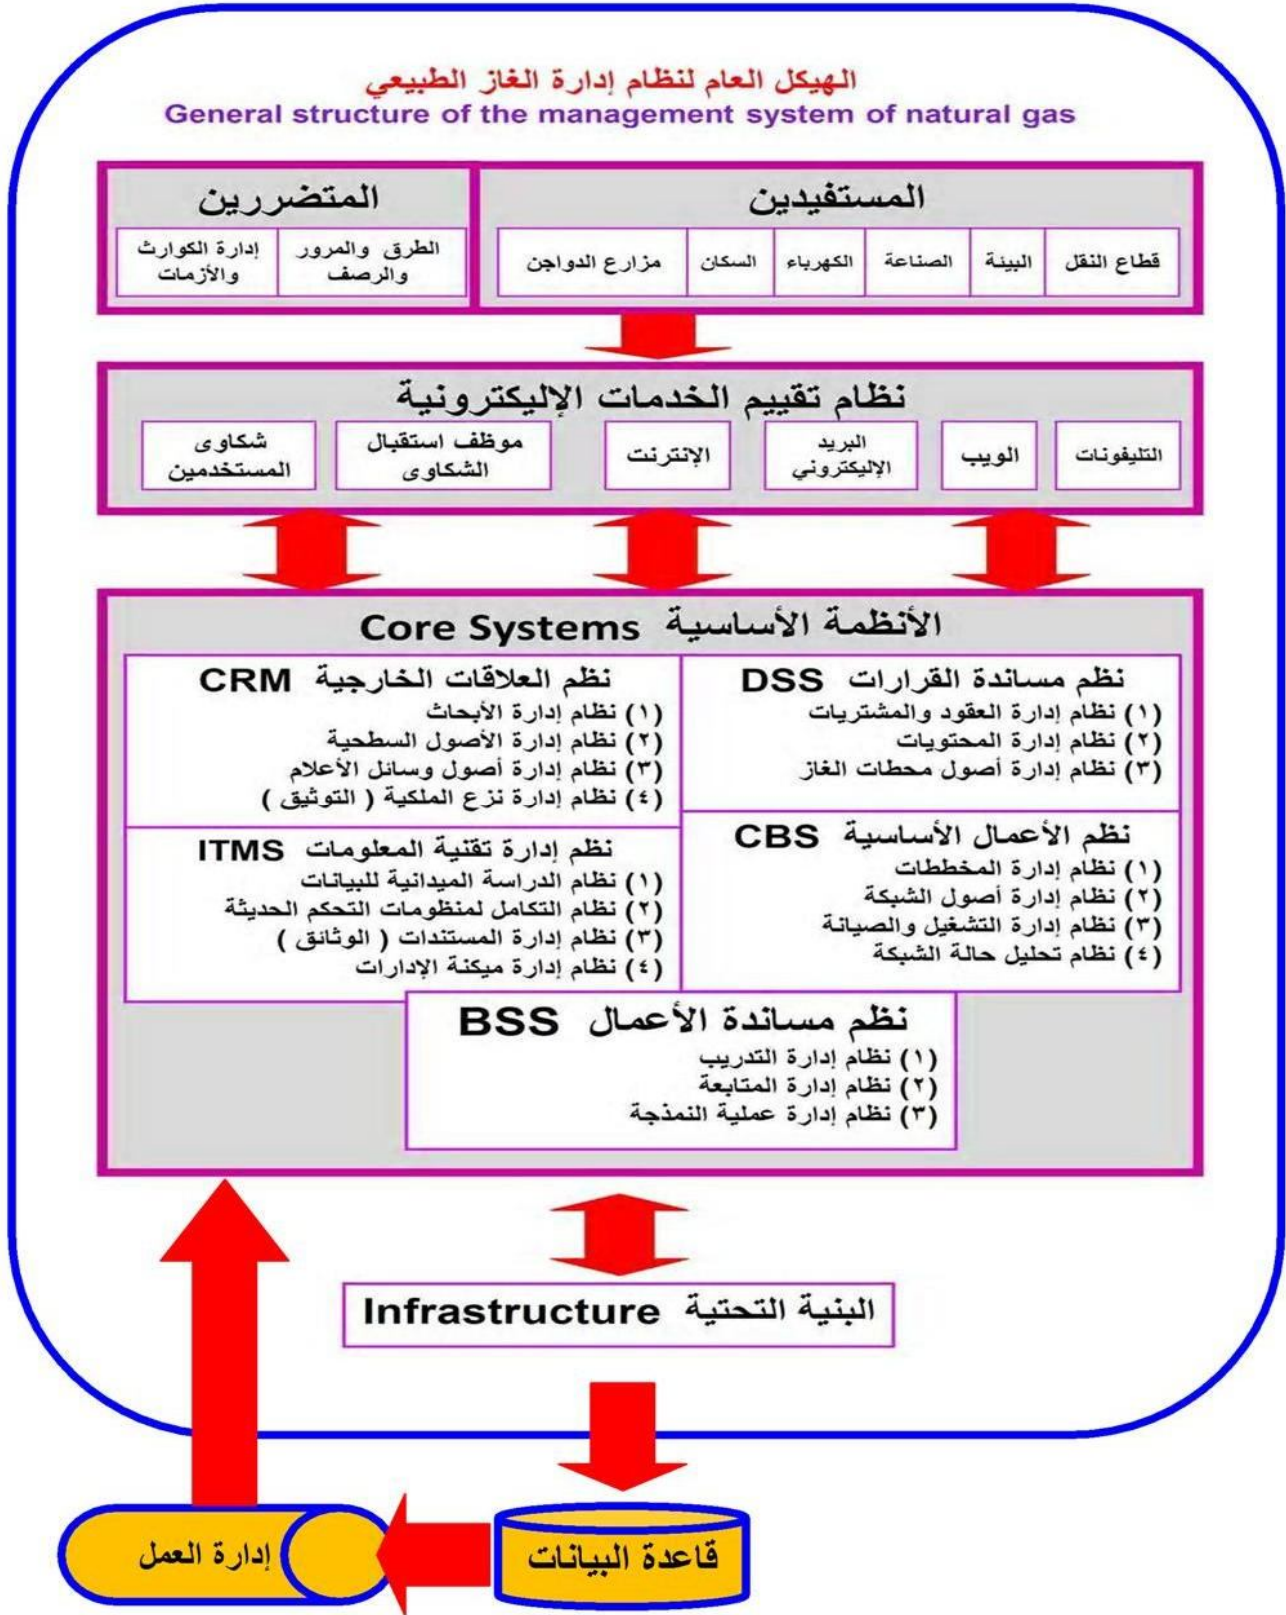 الهيكل العام لنظام إدارة الغاز الطبيعي
General structure of the management system of natural gas
المستفيدين
قطاع النقل
البيئة
الصناعة
الكهرباء
السكان
مزارع الدواجن
المتضررين
الطرق والمرور
والرصف
إدارة الكوارث
والأزمات
نظام تقييم الخدمات الإليكترونية
التليفونات
الويب
البريد
الإليكتروني
الإنترنت
موظف استقبال
الشكاوى
شكاوى
المستخدمين
الأنظمة الأساسية Core Systems
نظم مساندة القرارات DSS
(١) نظام إدارة العقود والمشتريات
(٢) نظام إدارة المحتويات
(٣) نظام إدارة أصول محطات الغاز
نظم العلاقات الخارجية CRM
(١) نظام إدارة الأبحاث
(٢) نظام إدارة الأصول السطحية
(٣) نظام إدارة أصول وسائل الأعلام
(٤) نظام إدارة نزع الملكية ( التوثيق )
نظم الأعمال الأساسية CBS
(١) نظام إدارة المخططات
(٢) نظام إدارة أصول الشبكة
(٣) نظام إدارة التشغيل والصيانة
(٤) نظام تحليل حالة الشبكة
نظم إدارة تقنية المعلومات ITMS
(١) نظام الدراسة الميدانية للبيانات
(٢) نظام التكامل لمنظومات التحكم الحديثة
(٣) نظام إدارة المستندات ( الوثائق )
(٤) نظام إدارة ميكنة الإدارات
نظم مساندة الأعمال BSS
(١) نظام إدارة التدريب
(٢) نظام إدارة المتابعة
(٣) نظام إدارة عملية النمذجة
البنية التحتية Infrastructure
قاعدة البيانات
إدارة العمل